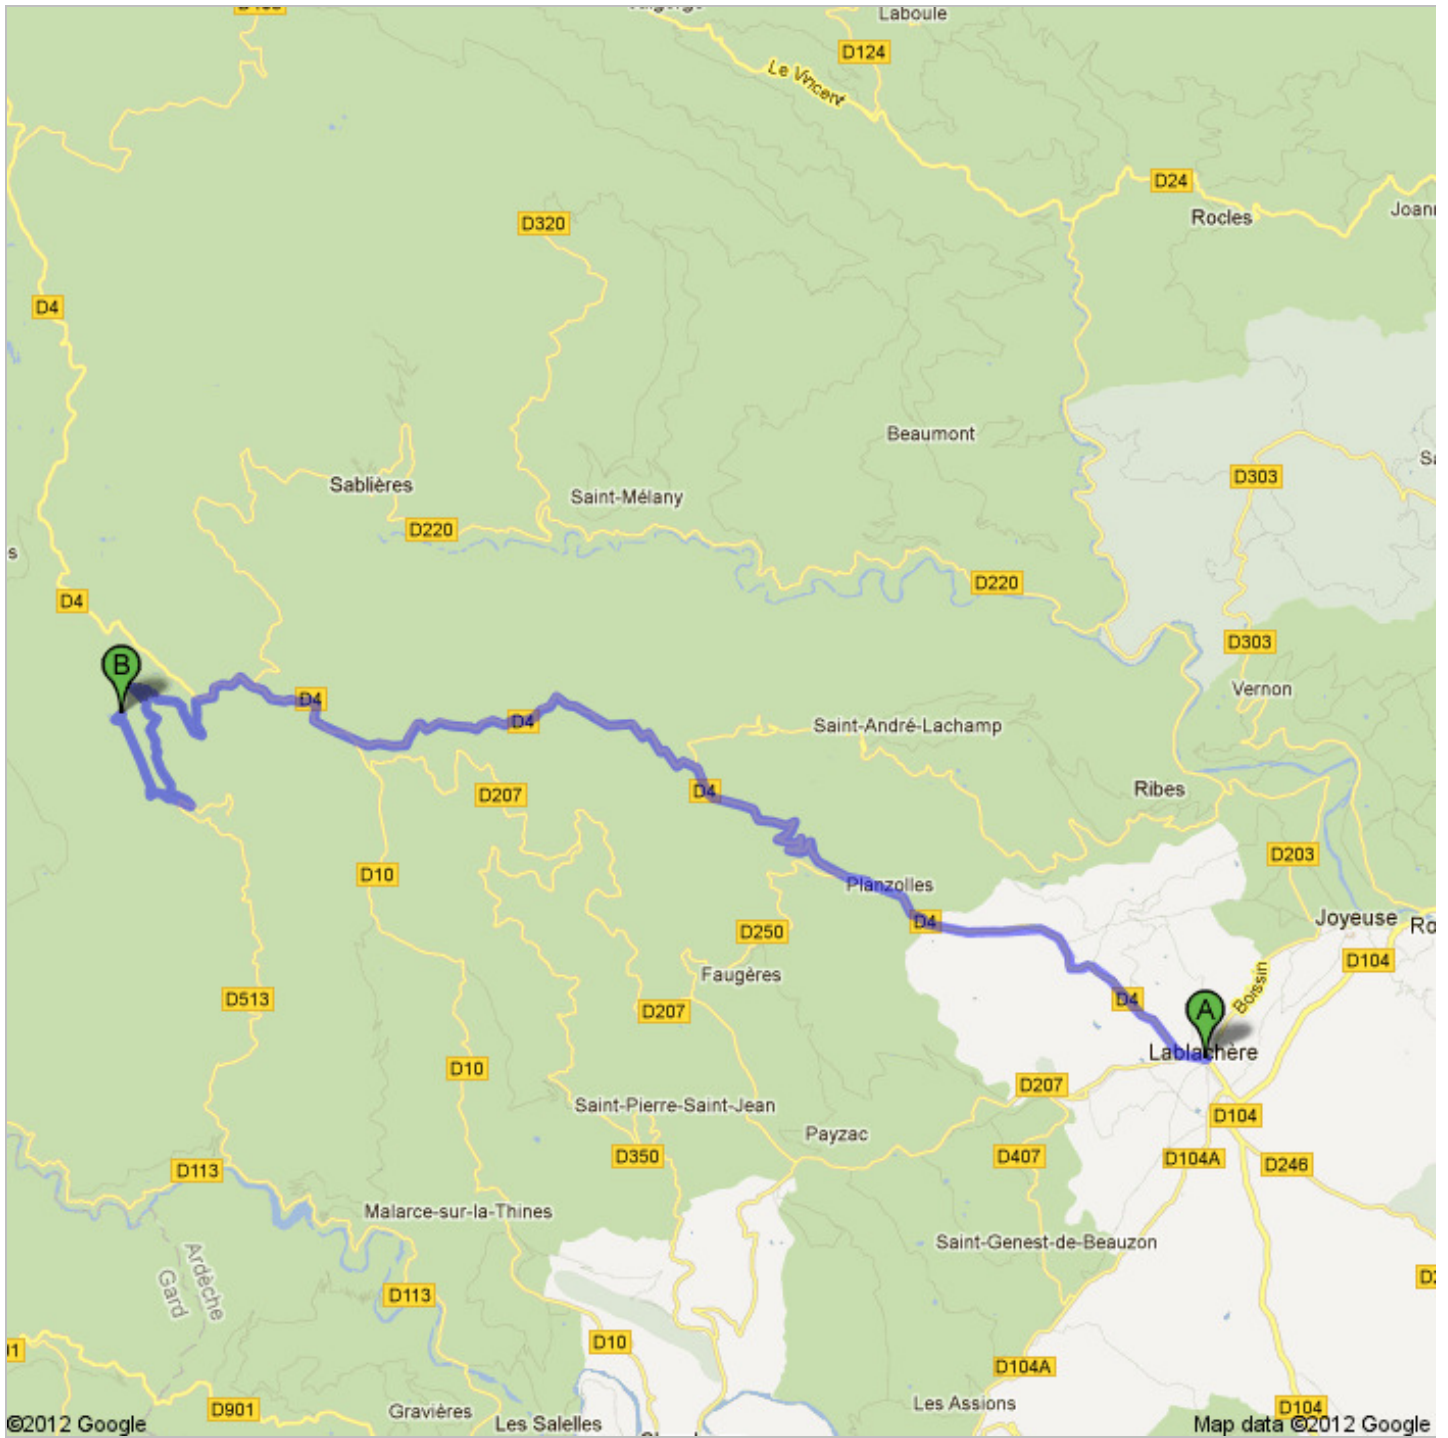 Laboule
D124
Le Vincent
D24
Rocles
Joann
D320
D4
Beaumont
D303
Sablières
Saint-Mélany
D220
s
D220
D4
D303
B
Vernon
D4
D4
Saint-André-Lachamp
D4
Ribes
D207
D203
D10
Planzolles
D4
Joyeuse
Ro
D250
D104
Faugères
Boissin
D513
D4
D207
A
Lablachère
D10
D207
Saint-Pierre-Saint-Jean
D104
Payzac
D350
D407
D104A
D246
D113
Malarce-sur-la-Thines
Saint-Genest-de-Beauzon
Ardèche
Gard
D113
D10
D104A
Les Assions
D901
Gravières
D104
Les Salelles
©2012 Google
Map data ©2012 Google